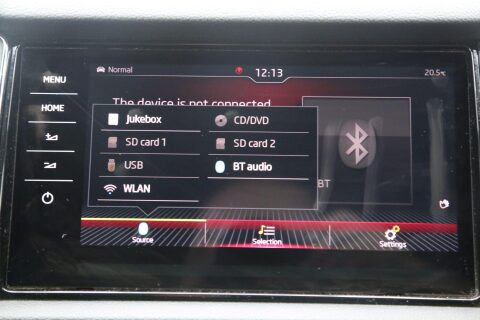 MENU
HOME
Normal
12:13
20.5°C
The device is not connected
Jukebox
CD/DVD
SD card 1
SD card 2
USB
BT audio
WLAN
BT
Source
Selection
Settings